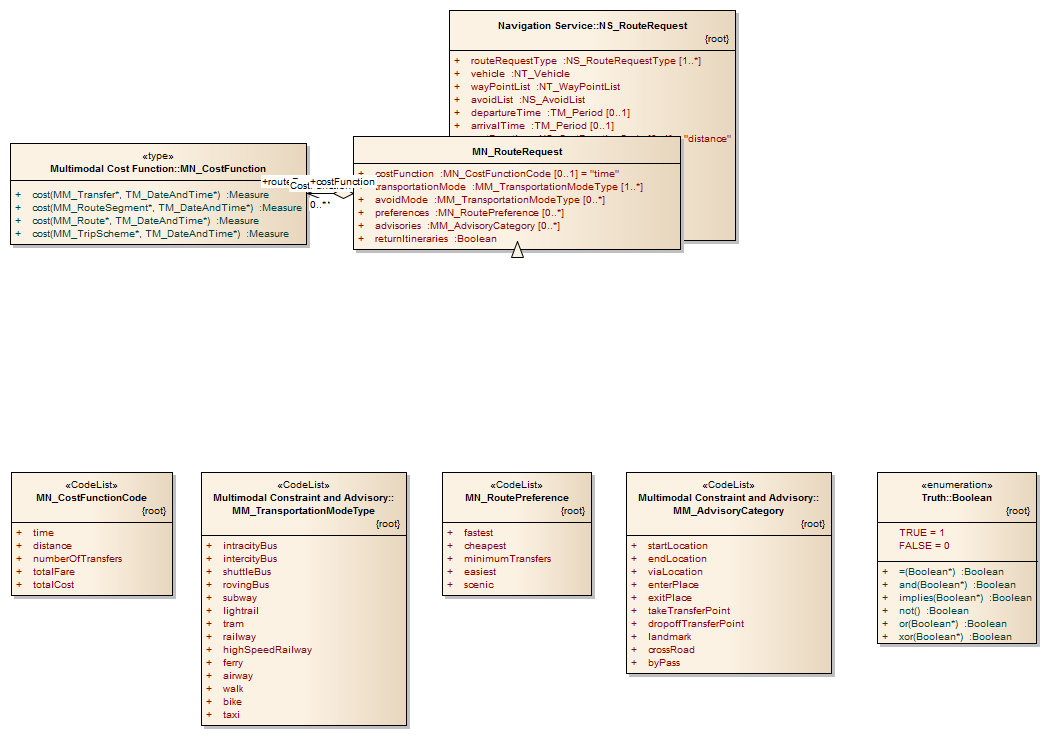 Navigation Service::NS_RouteRequest
{root}
+ routeRequestType :NS_RouteRequestType [1..*]
+ vehicle :NT_Vehicle
+ wayPointList :NT_WayPointList
+ avoidList :NS_AvoidList
+ departureTime :TM_Period [0..1]
+ arrivalTime :TM_Period [0..1]
"distance"
MN_RouteRequest
+ costFunction :MN_CostFunctionCode [0..1] = "time"
transportationMode :MM_TransportationModeType [1..*]
+ avoidMode :MM_TransportationModeType [0..*]
+ preferences :MN_RoutePreference [0..*]
+ advisories :MM_AdvisoryCategory [0..*]
+ returnItineraries :Boolean
«type»
Multimodal Cost Function::MN_CostFunction
+ cost(MM_Transfer*, TM_DateAndTime*) :Measure
+ cost(MM_RouteSegment*, TM_DateAndTime*) :Measure
+ cost(MM_Route*, TM_DateAndTime*) :Measure
+ cost(MM_TripScheme*, TM_DateAndTime*) :Measure
+costFunction
0..*
«CodeList»
MN_CostFunctionCode
{root}
+ time
+ distance
+ numberOfTransfers
+ totalFare
+ totalCost
«CodeList»
Multimodal Constraint and Advisory::
MM_TransportationModeType
{root}
+ intracityBus
+ intercityBus
+ shuttleBus
+ rovingBus
+ subway
+ lightrail
+ tram
+ railway
+ highSpeedRailway
+ ferry
+ airway
+ walk
+ bike
+ taxi
«CodeList»
MN_RoutePreference
{root}
+ fastest
+ cheapest
+ minimumTransfers
+ easiest
+ scenic
«CodeList»
Multimodal Constraint and Advisory::
MM_AdvisoryCategory
{root}
+ startLocation
+ endLocation
+ viaLocation
+ enterPlace
+ exitPlace
+ takeTransferPoint
+ dropoffTransferPoint
+ landmark
+ crossRoad
+ byPass
«enumeration»
Truth::Boolean
{root}
TRUE = 1
FALSE = 0
+ =(Boolean*) :Boolean
+ and(Boolean*) :Boolean
+ implies(Boolean*) :Boolean
+ not() :Boolean
+ or(Boolean*) :Boolean
+ xor(Boolean*) :Boolean